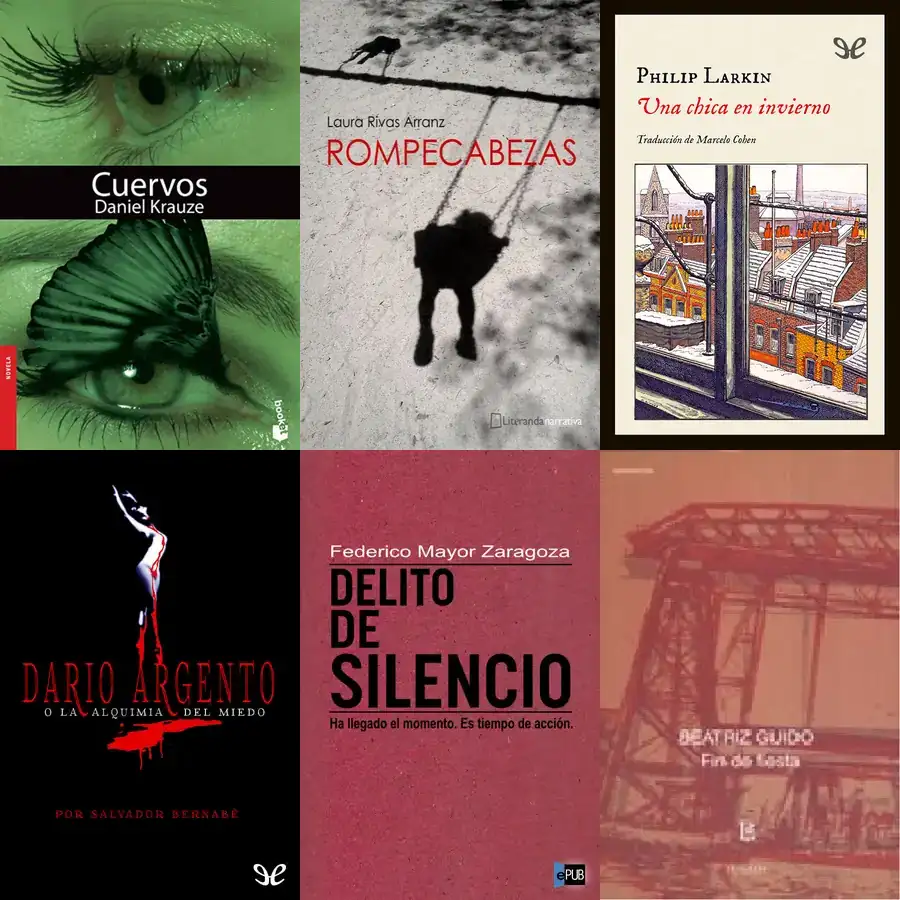 Cuervos
Daniel Krauze
NOVELA
booket
Laura Rivas Arranz
ROMPECABEZAS
Literandanarrativa
PHILIP LARKIN
Una chica en invierno
Traducción de Marcelo Cohen
DARIO ARGENTO
O LA ALQUIMIA DEL MIEDO
POR SALVADOR BERNABÉ
Federico Mayor Zaragoza
DELITO
DE
SILENCIO
Ha llegado el momento. Es tiempo de acción.
ePUB
BEATRIZ GUIDO
Fin de fiesta